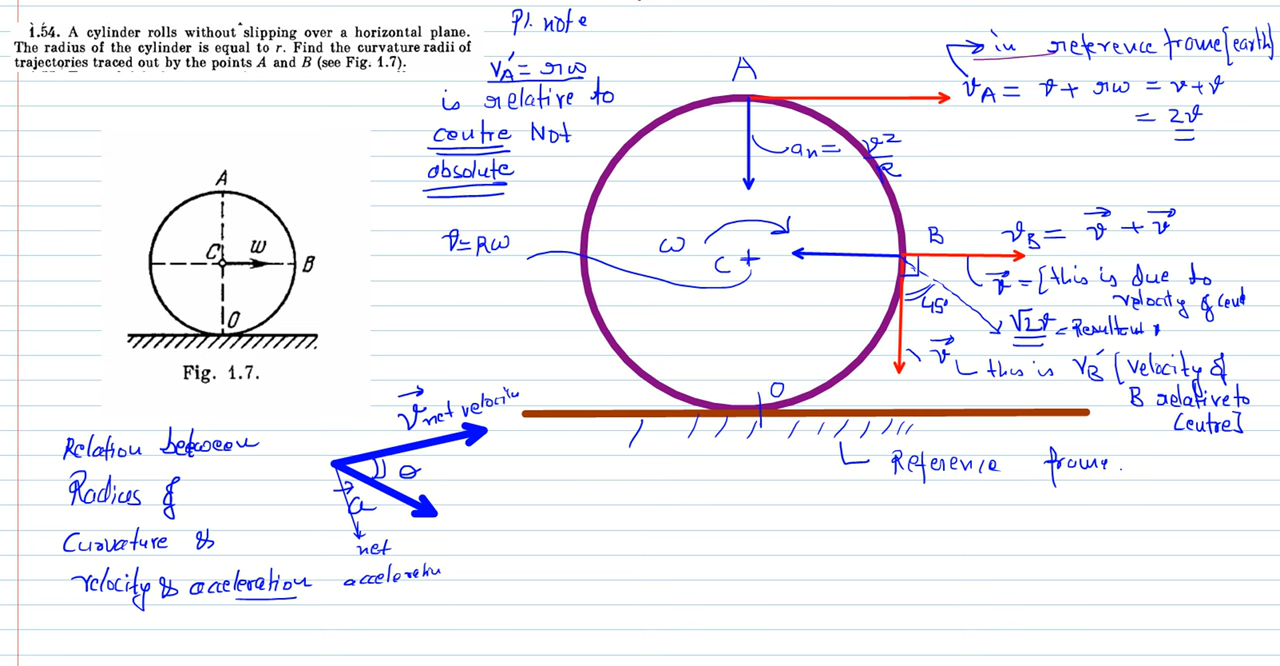 1.54. A cylinder rolls without slipping over a horizontal plane.
The radius of the cylinder is equal to r. Find the curvature radii of
trajectories traced out by the points A and B (see Fig. 1.7).
A
C
w
B
O
Fig. 1.7.
Pl. note
V'A = rω
is relative to
centre Not
absolute
v = Rω
A
an = v²/R
in reference frame [earth]
vA = v + rω = v + v
= 2v
ω
C
B
vB = v + v
v = [this is due to
velocity of cent
45°
√2v = Resultant
v
this is VB' (velocity of
B relative to
Centre]
O
Reference frame.
Relation between
Radius of
Curvature &
velocity & acceleration
v net velocity
θ
a
net
acceleratn